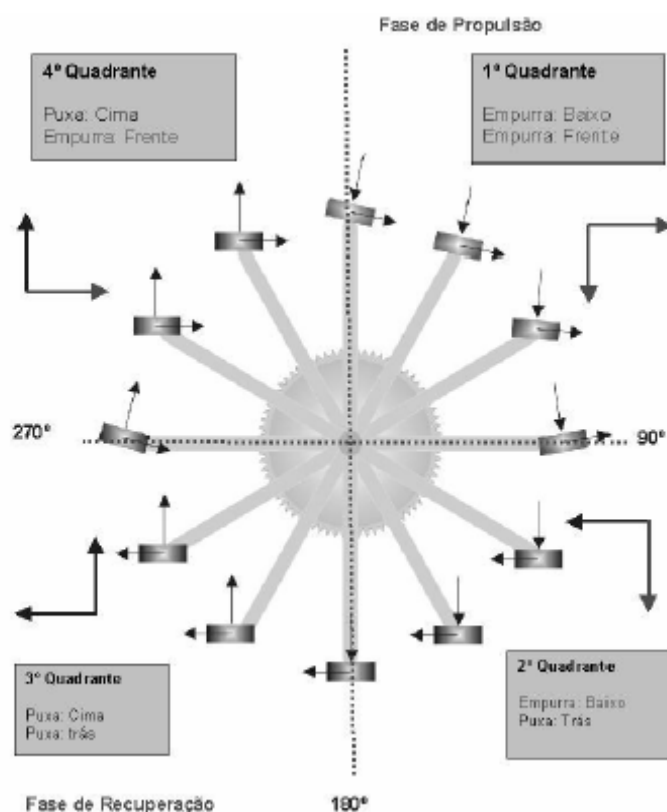 Fase de Propulsão
4º Quadrante
Puxa: Cima
Empurra: Frente
1º Quadrante
Empurra: Baixo
Empurra: Frente
270º
90º
3º Quadrante
Puxa: Cima
Puxa: trás
2º Quadrante
Empurra: Baixo
Puxa: Trás
Fase de Recuperação
180º